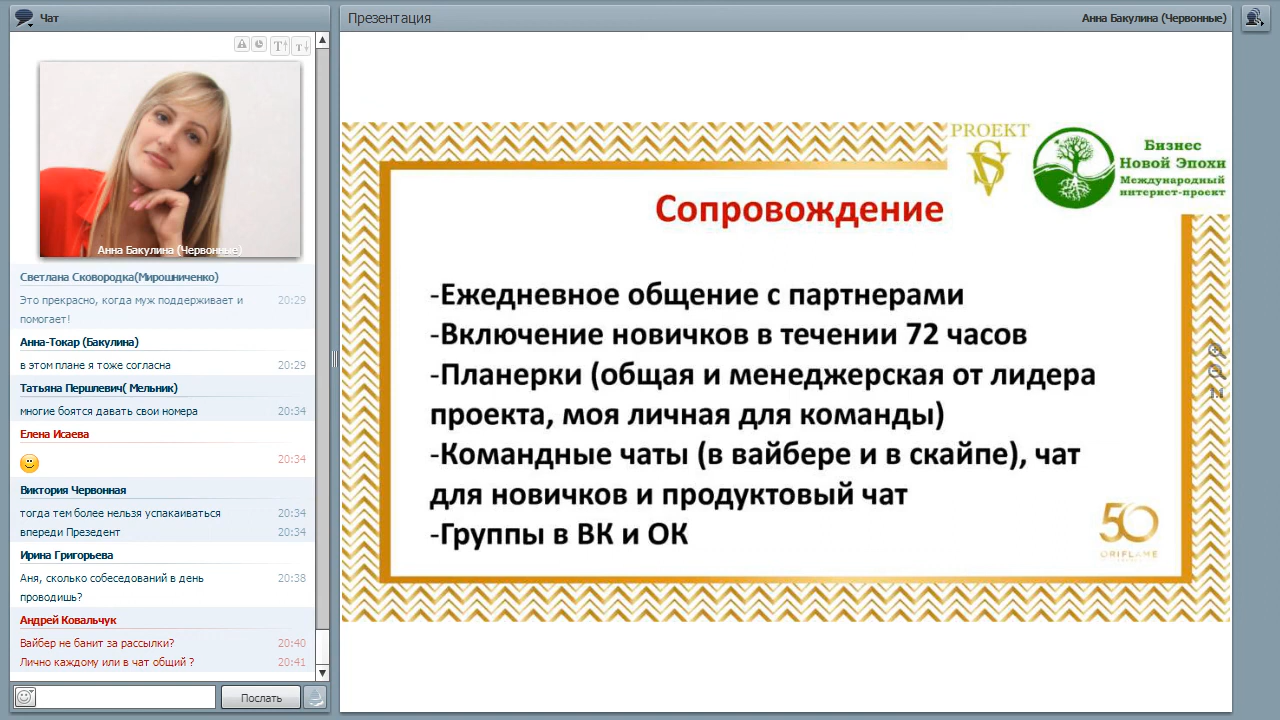 Чат
Анна Бакулина (Червонные)
Светлана Сковородка(Мирошниченко)
Это прекрасно, когда муж поддерживает и 20:29
помогает!
Анна-Токар (Бакулина)
в этом плане я тоже согласна 20:29
Татьяна Першлевич( Мельник)
многие боятся давать свои номера 20:34
Елена Исаева
20:34
Виктория Червонная
тогда тем более нельзя успакаиваться 20:34
впереди Презедент 20:34
Ирина Григорьева
Аня, сколько собеседований в день 20:38
проводишь?
Андрей Ковальчук
Вайбер не банит за рассылки? 20:40
Лично каждому или в чат общий ? 20:41
Послать
Презентация
Анна Бакулина (Червонные)
PROEKT
SV
Бизнес
Новой Эпохи
Международный
интернет-проект
Сопровождение
-Ежедневное общение с партнерами
-Включение новичков в течении 72 часов
-Планерки (общая и менеджерская от лидера
проекта, моя личная для команды)
-Командные чаты (в вайбере и в скайпе), чат
для новичков и продуктовый чат
-Группы в ВК и ОК
50
ORIFLAME
1:1